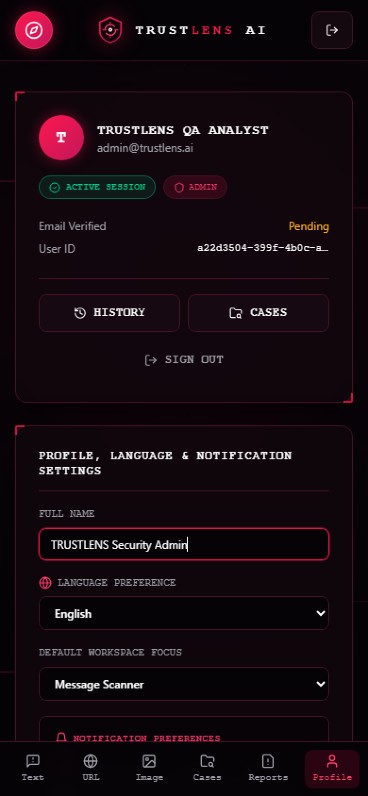 TRUSTLENS AI
T
TRUSTLENS QA ANALYST
admin@trustlens.ai
ACTIVE SESSION
ADMIN
Email Verified Pending
User ID a22d3504-399f-4b0c-a…
HISTORY
CASES
SIGN OUT
PROFILE, LANGUAGE & NOTIFICATION
SETTINGS
FULL NAME
TRUSTLENS Security Admin
LANGUAGE PREFERENCE
English
DEFAULT WORKSPACE FOCUS
Message Scanner
NOTIFICATION PREFERENCES
Text URL Image Cases Reports Profile